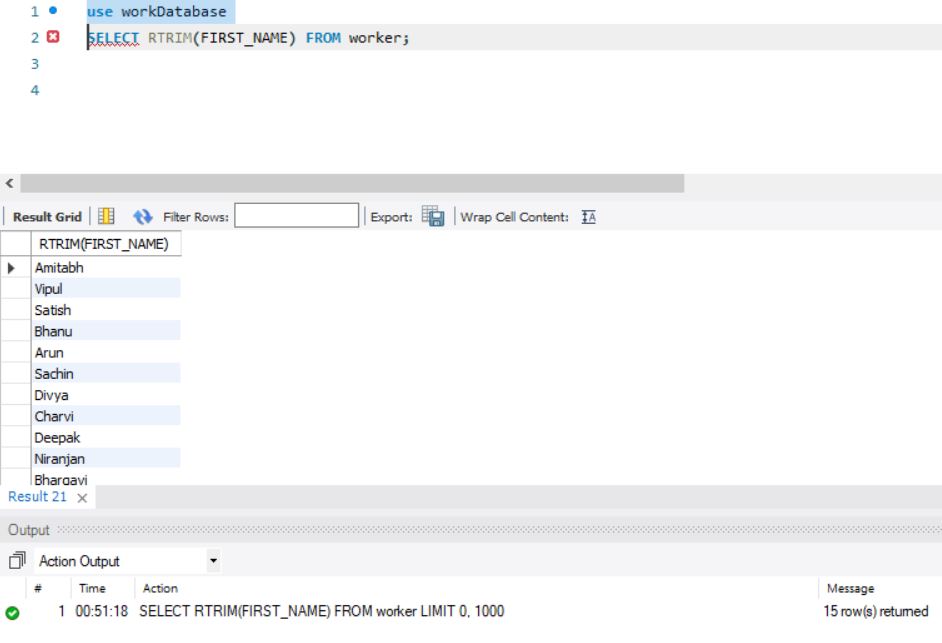 1 use workDatabase
2 SELECT RTRIM(FIRST_NAME) FROM worker;
3
4
Result Grid Filter Rows: Export: Wrap Cell Content: IA
RTRIM(FIRST_NAME)
Amitabh
Vipul
Satish
Bhanu
Arun
Sachin
Divya
Charvi
Deepak
Niranjan
Bhargavi
Result 21
Output
Action Output
# Time Action Message
1 00:51:18 SELECT RTRIM(FIRST_NAME) FROM worker LIMIT 0, 1000 15 row(s) returned